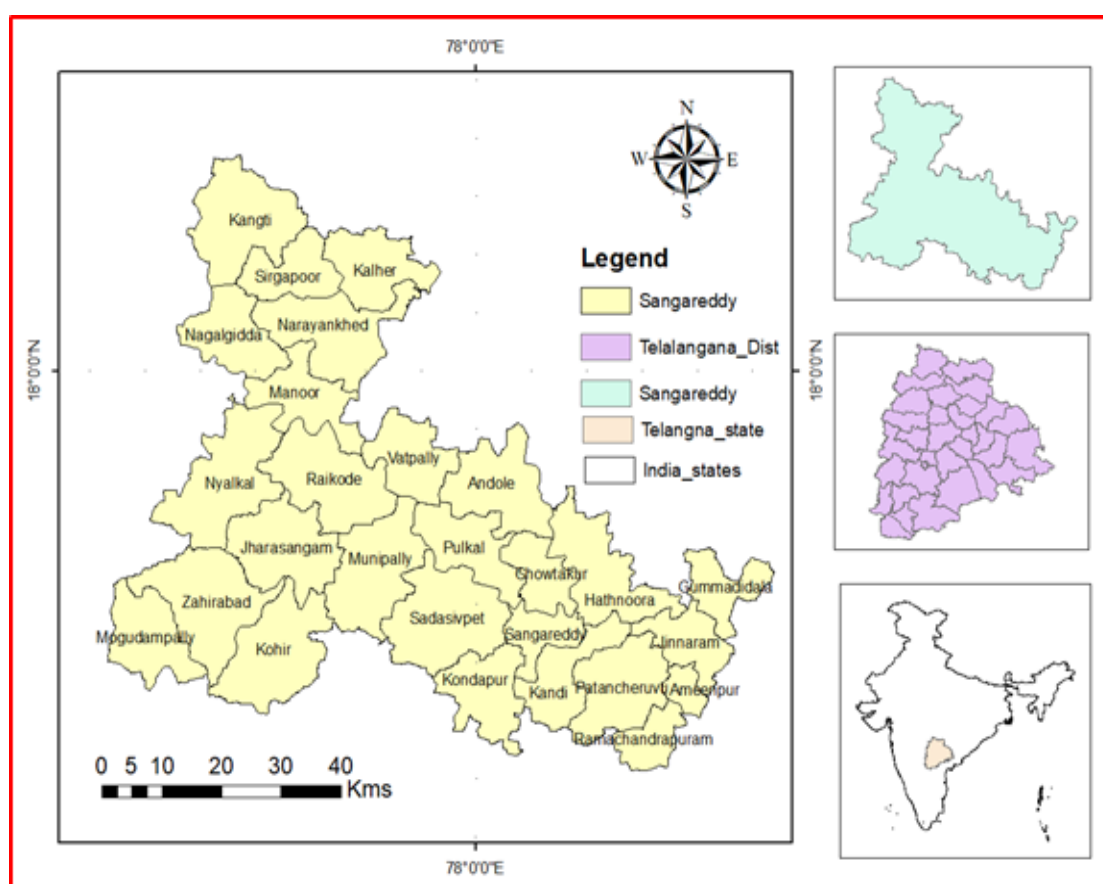 78°0'0"E
N
W
E
S
Legend
Sangareddy
Telalangana_Dist
Sangareddy
Telangna_state
India_states
18°0'0"N
18°0'0"N
Kangti
Sirgapoor
Kalher
Nagalgidda
Narayankhed
Manoor
Vatpally
Nyalkal
Raikode
Andole
Jharasangam
Munipally
Pulkal
Chowtakur
Gummadidala
Zahirabad
Hathnoora
Mogudampally
Sadasivpet
Sangareddy
Jinnaram
Kohir
Kondapur
Kandi
Patancheruvu
Ameenpur
Ramachandrapuram
0 5 10 20 30 40
Kms
78°0'0"E